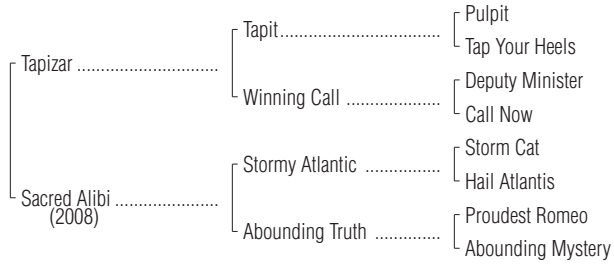 Pulpit
Tapit..................................
Tap Your Heels
Tapizar ..............................
Deputy Minister
Winning Call ....................
Call Now
Storm Cat
Stormy Atlantic ................
Hail Atlantis
Sacred Alibi ......................
(2008)
Proudest Romeo
Abounding Truth ..............
Abounding Mystery